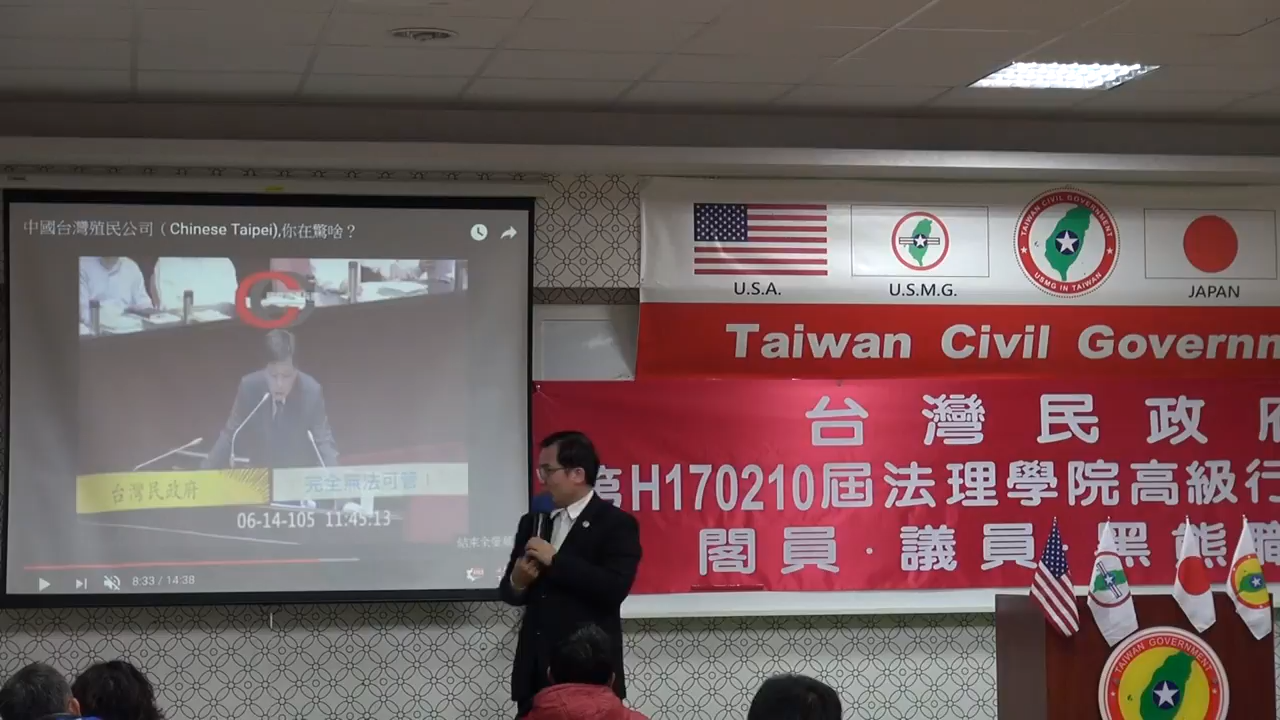 中國台灣殖民公司 ( Chinese Taipei),你在驚啥？
台灣民政府
完全無法可管！
06-14-105 11:45:13
8:33 / 14:38
U.S.A.
U.S.M.G.
TAIWAN CIVIL GOVERNMENT
USMG IN TAIWAN
JAPAN
Taiwan Civil Governm
台灣民政府
第H170210屆法理學院高級行
閣員·議員·黑熊職
TAIWAN GOVERNMENT